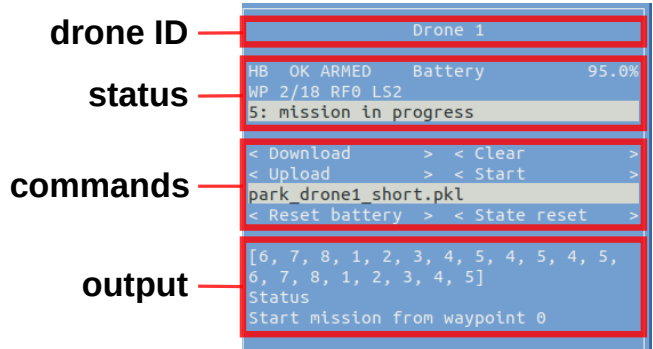 drone ID
Drone 1
status
HB OK ARMED Battery 95.0%
WP 2/18 RF0 LS2
5: mission in progress
commands
< Download > < Clear >
< Upload > < Start >
park_drone1_short.pkl
< Reset battery > < State reset >
output
[6, 7, 8, 1, 2, 3, 4, 5, 4, 5, 4, 5,
6, 7, 8, 1, 2, 3, 4, 5]
Status
Start mission from waypoint 0